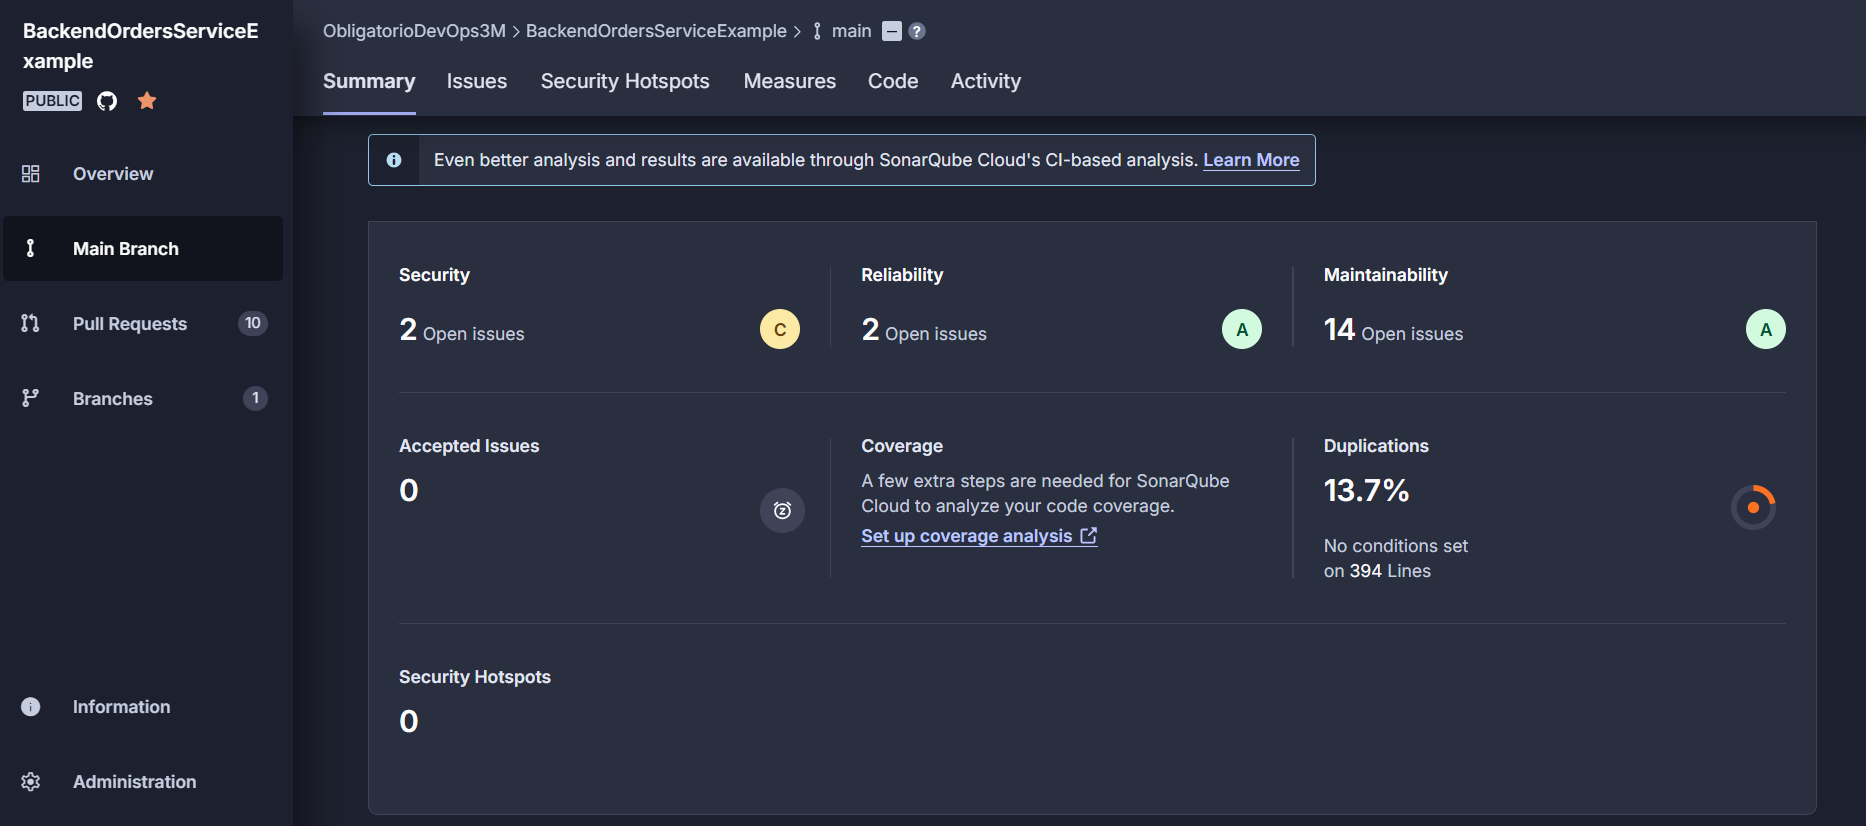 BackendOrdersServiceE
xample
PUBLIC
Overview
Main Branch
Pull Requests 10
Branches 1
Information
Administration
ObligatorioDevOps3M > BackendOrdersServiceExample > main ?
Summary Issues Security Hotspots Measures Code Activity
Even better analysis and results are available through SonarQube Cloud's CI-based analysis. Learn More
Security
2 Open issues
C
Reliability
2 Open issues
A
Maintainability
14 Open issues
A
Accepted Issues
0
Coverage
A few extra steps are needed for SonarQube
Cloud to analyze your code coverage.
Set up coverage analysis
Duplications
13.7%
No conditions set
on 394 Lines
Security Hotspots
0